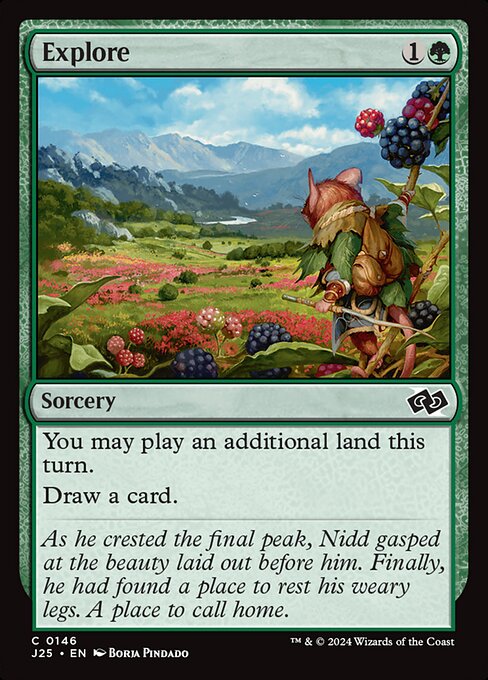 Explore 1
Sorcery
You may play an additional land this
turn.
Draw a card.
As he crested the final peak, Nidd gasped
at the beauty laid out before him. Finally,
he had found a place to rest his weary
legs. A place to call home.
C 0146
J25 • EN Borja Pindado
™ & © 2024 Wizards of the Coast